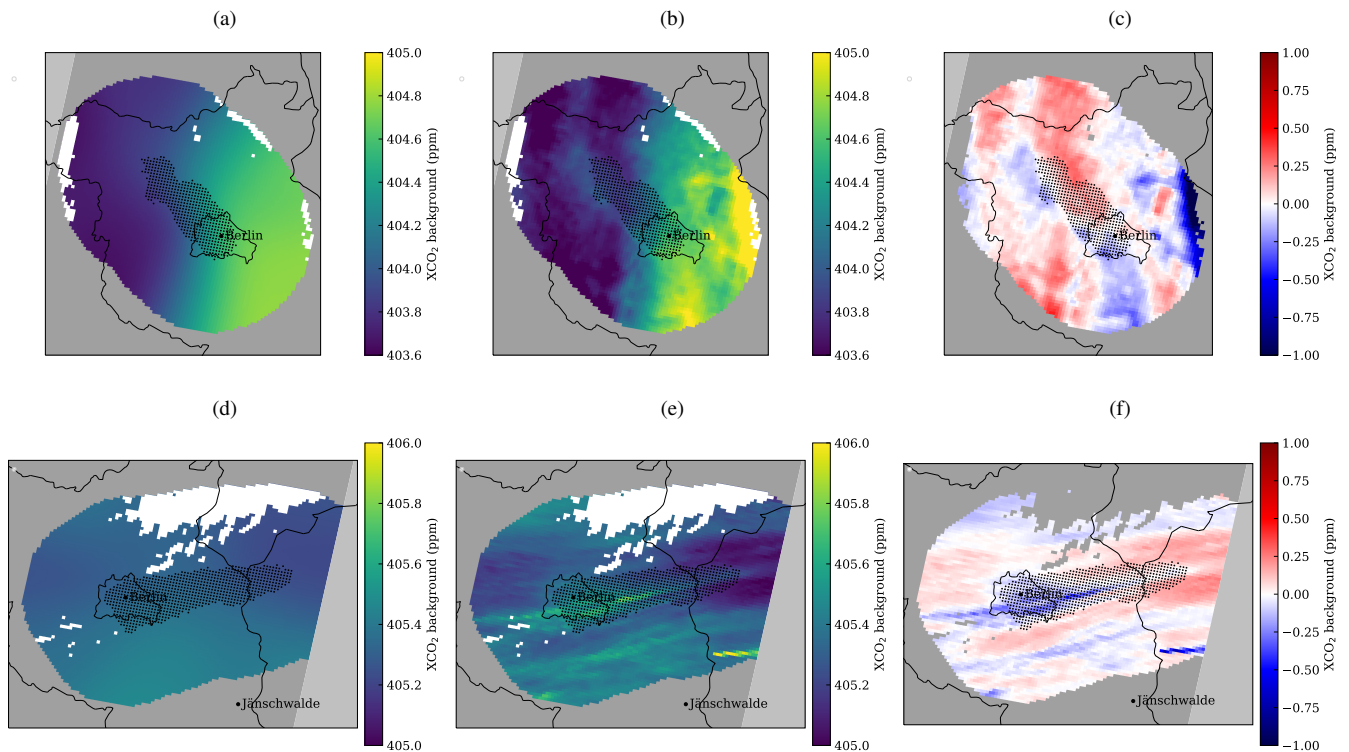 (a)
(b)
(c)
405.0
404.8
404.6
404.4
404.2
404.0
403.8
403.6
XCO₂ background (ppm)
Berlin
405.0
404.8
404.6
404.4
404.2
404.0
403.8
403.6
XCO₂ background (ppm)
Berlin
1.00
0.75
0.50
0.25
0.00
−0.25
−0.50
−0.75
−1.00
XCO₂ background (ppm)
Berlin
(d)
(e)
(f)
406.0
405.8
405.6
405.4
405.2
405.0
XCO₂ background (ppm)
Berlin
Jänschwalde
406.0
405.8
405.6
405.4
405.2
405.0
XCO₂ background (ppm)
Berlin
Jänschwalde
1.00
0.75
0.50
0.25
0.00
−0.25
−0.50
−0.75
−1.00
XCO₂ background (ppm)
Berlin
Jänschwalde